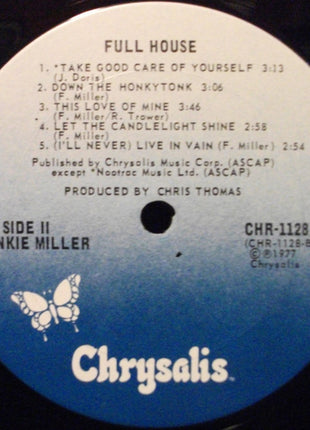 FULL HOUSE
1. *TAKE GOOD CARE OF YOURSELF 3:13
(J. Doris)
2. DOWN THE HONKYTONK 3:06
(F. Miller)
3. THIS LOVE OF MINE 3:46
(F. Miller/R. Trower)
4. LET THE CANDLELIGHT SHINE 2:58
(F. Miller)
5. (I'LL NEVER) LIVE IN VAIN (F. Miller) 2:54
Published by Chrysalis Music Corp. (ASCAP)
except *Nootrac Music Ltd. (ASCAP)
PRODUCED BY CHRIS THOMAS
SIDE II
NKIE MILLER
CHR-1128
(CHR-1128-B
©℗1977
Chrysalis
Chrysalis™